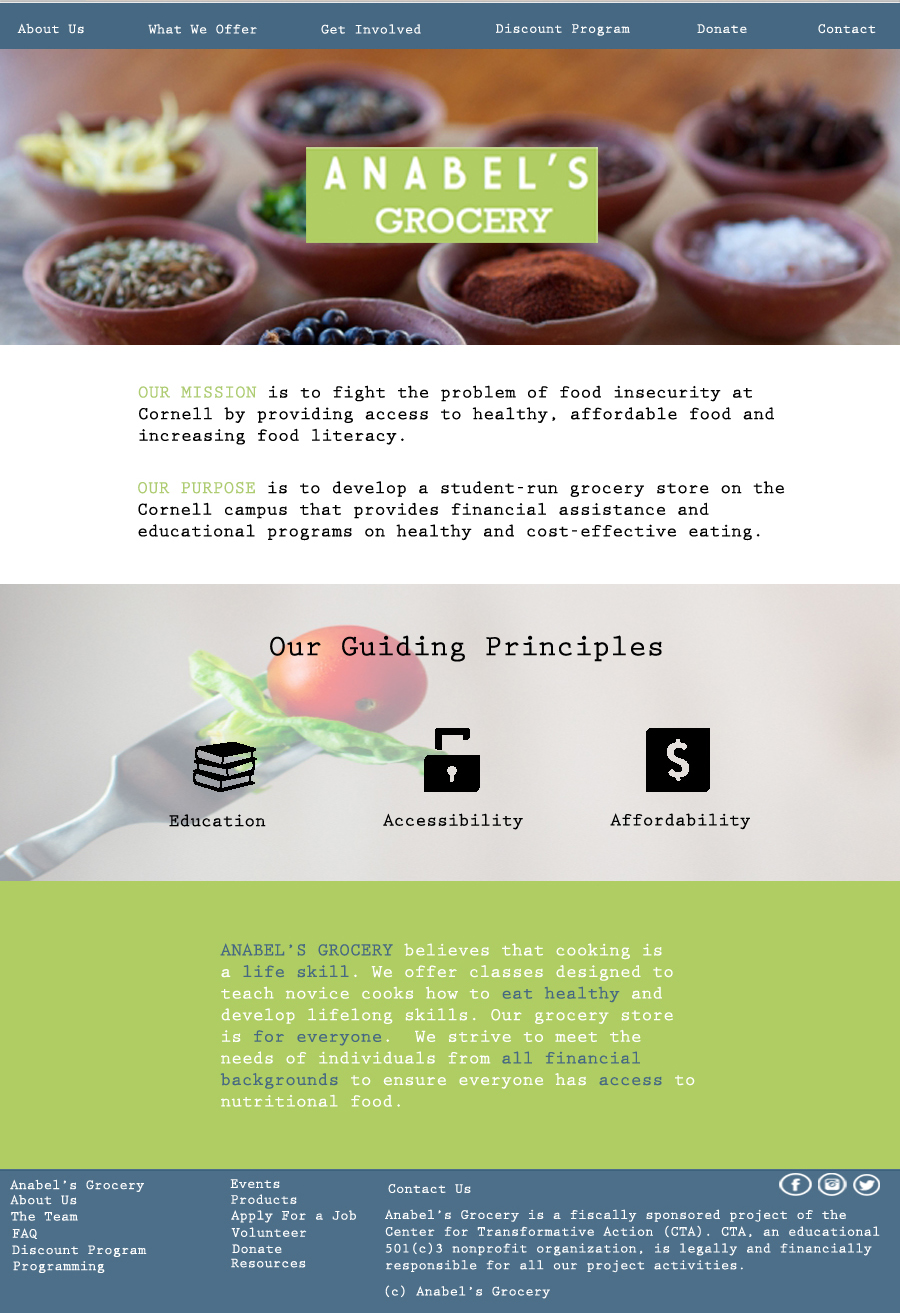 About Us What We Offer Get Involved Discount Program Donate Contact
ANABEL'S
GROCERY
OUR MISSION is to fight the problem of food insecurity at
Cornell by providing access to healthy, affordable food and
increasing food literacy.
OUR PURPOSE is to develop a student-run grocery store on the
Cornell campus that provides financial assistance and
educational programs on healthy and cost-effective eating.
Our Guiding Principles
$
Education Accessibility Affordability
ANABEL'S GROCERY believes that cooking is
a life skill. We offer classes designed to
teach novice cooks how to eat healthy and
develop lifelong skills. Our grocery store
is for everyone.  We strive to meet the
needs of individuals from all financial
backgrounds to ensure everyone has access to
nutritional food.
Anabel's Grocery
About Us
The Team
FAQ
Discount Program
Programming
Events
Products
Apply For a Job
Volunteer
Donate
Resources
Contact Us
Anabel's Grocery is a fiscally sponsored project of the
Center for Transformative Action (CTA). CTA, an educational
501(c)3 nonprofit organization, is legally and financially
responsible for all our project activities.
(c) Anabel's Grocery